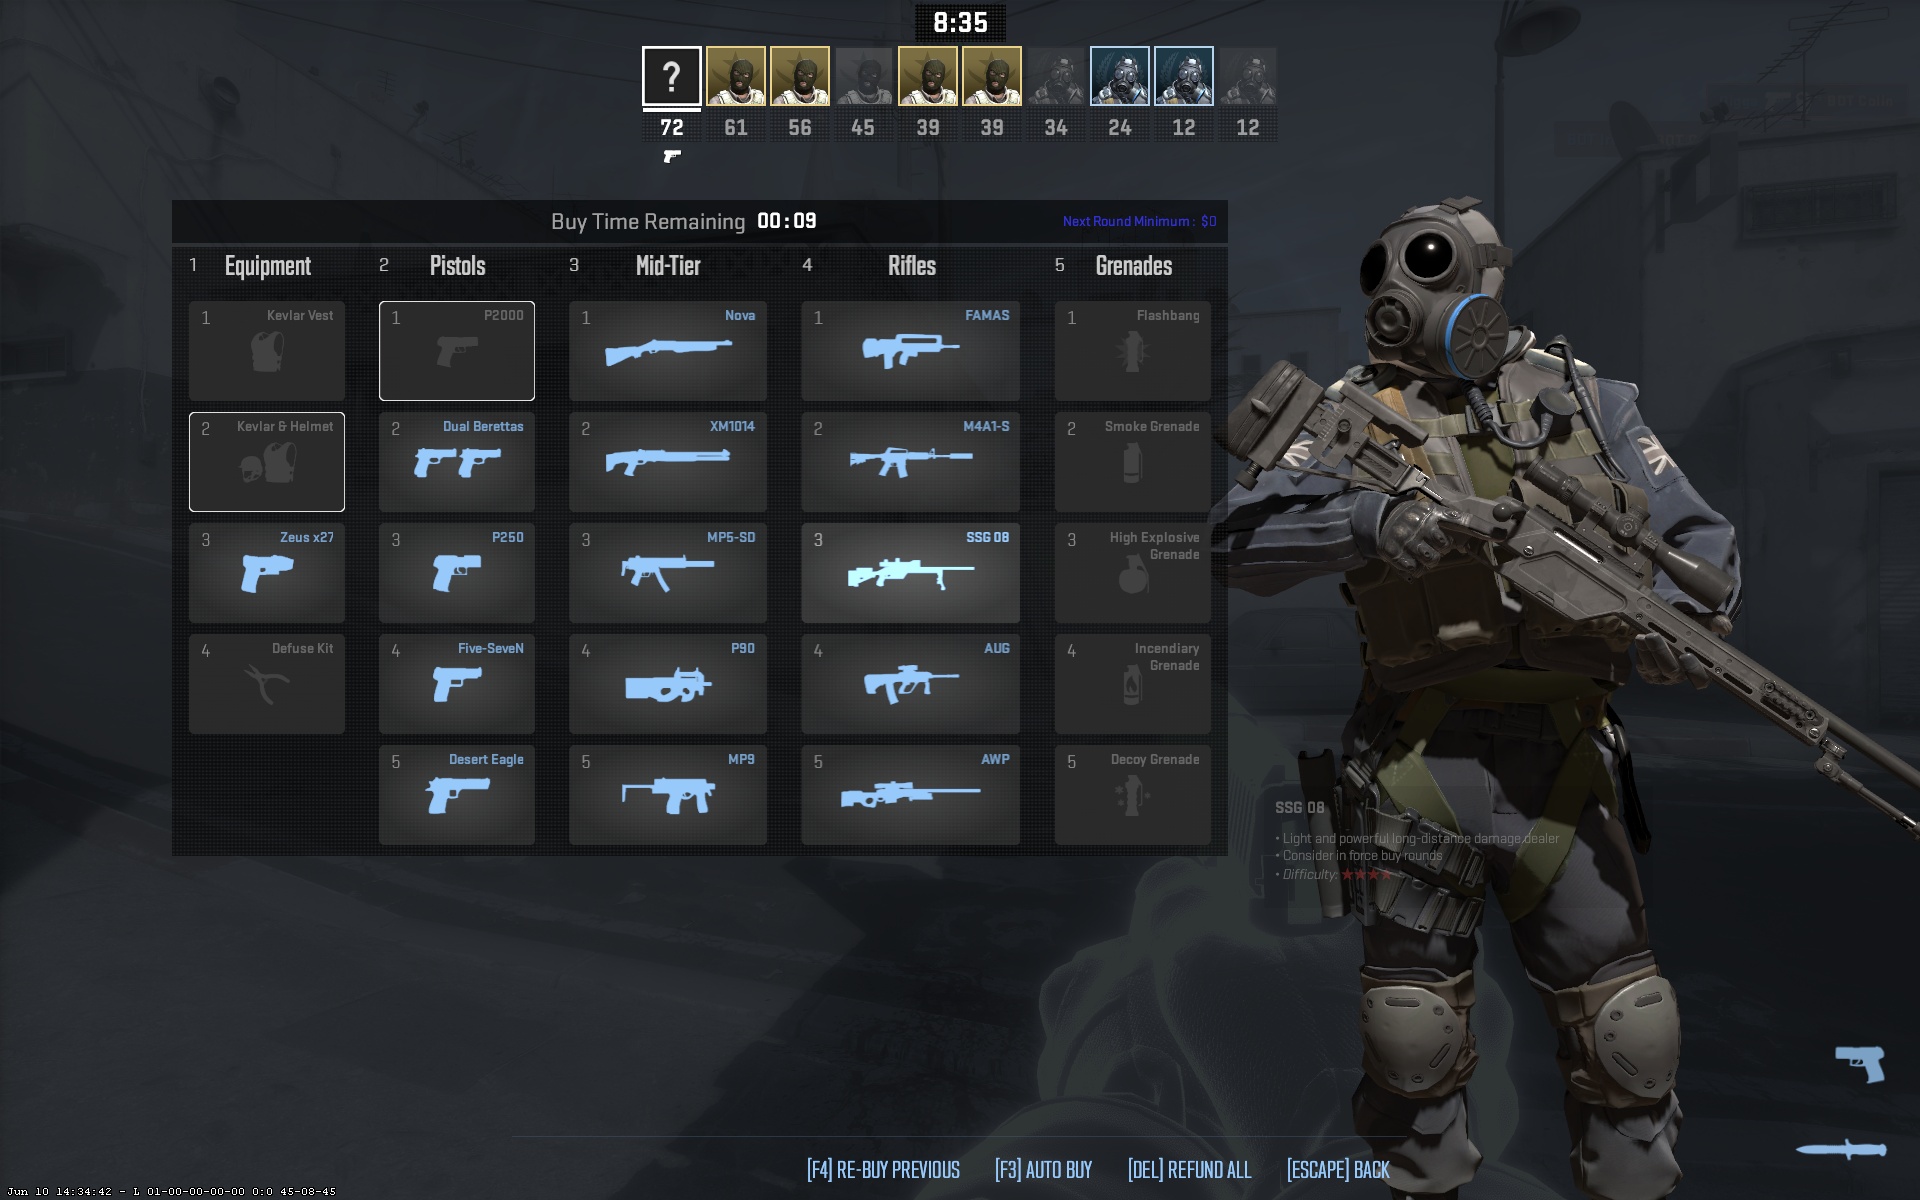 8:35
?
72 61 56 45 39 39 34 24 12 12
Buy Time Remaining 00:09
Next Round Minimum : $0
1 Equipment
2 Pistols
3 Mid-Tier
4 Rifles
5 Grenades
1 Kevlar Vest
2 Kevlar & Helmet
3 Zeus x27
4 Defuse Kit
1 P2000
2 Dual Berettas
3 P250
4 Five-SeveN
5 Desert Eagle
1 Nova
2 XM1014
3 MP5-SD
4 P90
5 MP9
1 FAMAS
2 M4A1-S
3 SSG 08
4 AUG
5 AWP
1 Flashbang
2 Smoke Grenade
3 High Explosive
Grenade
4 Incendiary
Grenade
5 Decoy Grenade
SSG 08
• Light and powerful long-distance damage dealer
• Consider in force buy rounds
• Difficulty: ★★★★
[F4] RE-BUY PREVIOUS [F3] AUTO BUY [DEL] REFUND ALL [ESCAPE] BACK
Jun 10 14:34:42 - L 01-00-00-00-00 0:0 45-08-45